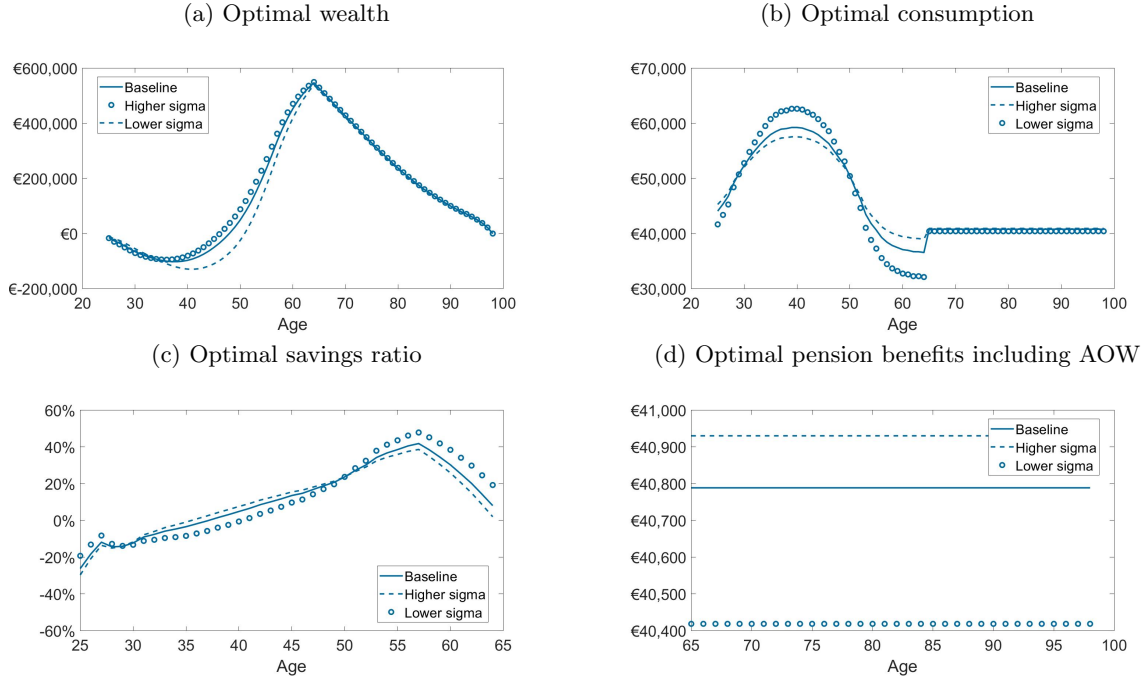 (a) Optimal wealth
€600,000
€400,000
€200,000
€0
€-200,000
Baseline
Higher sigma
Lower sigma
20 30 40 50 60 70 80 90 100
Age
(b) Optimal consumption
€70,000
€60,000
€50,000
€40,000
€30,000
Baseline
Higher sigma
Lower sigma
20 30 40 50 60 70 80 90 100
Age
(c) Optimal savings ratio
60%
40%
20%
0%
-20%
-40%
-60%
Baseline
Higher sigma
Lower sigma
25 30 35 40 45 50 55 60 65
Age
(d) Optimal pension benefits including AOW
€41,000
€40,900
€40,800
€40,700
€40,600
€40,500
€40,400
Baseline
Higher sigma
Lower sigma
65 70 75 80 85 90 95 100
Age